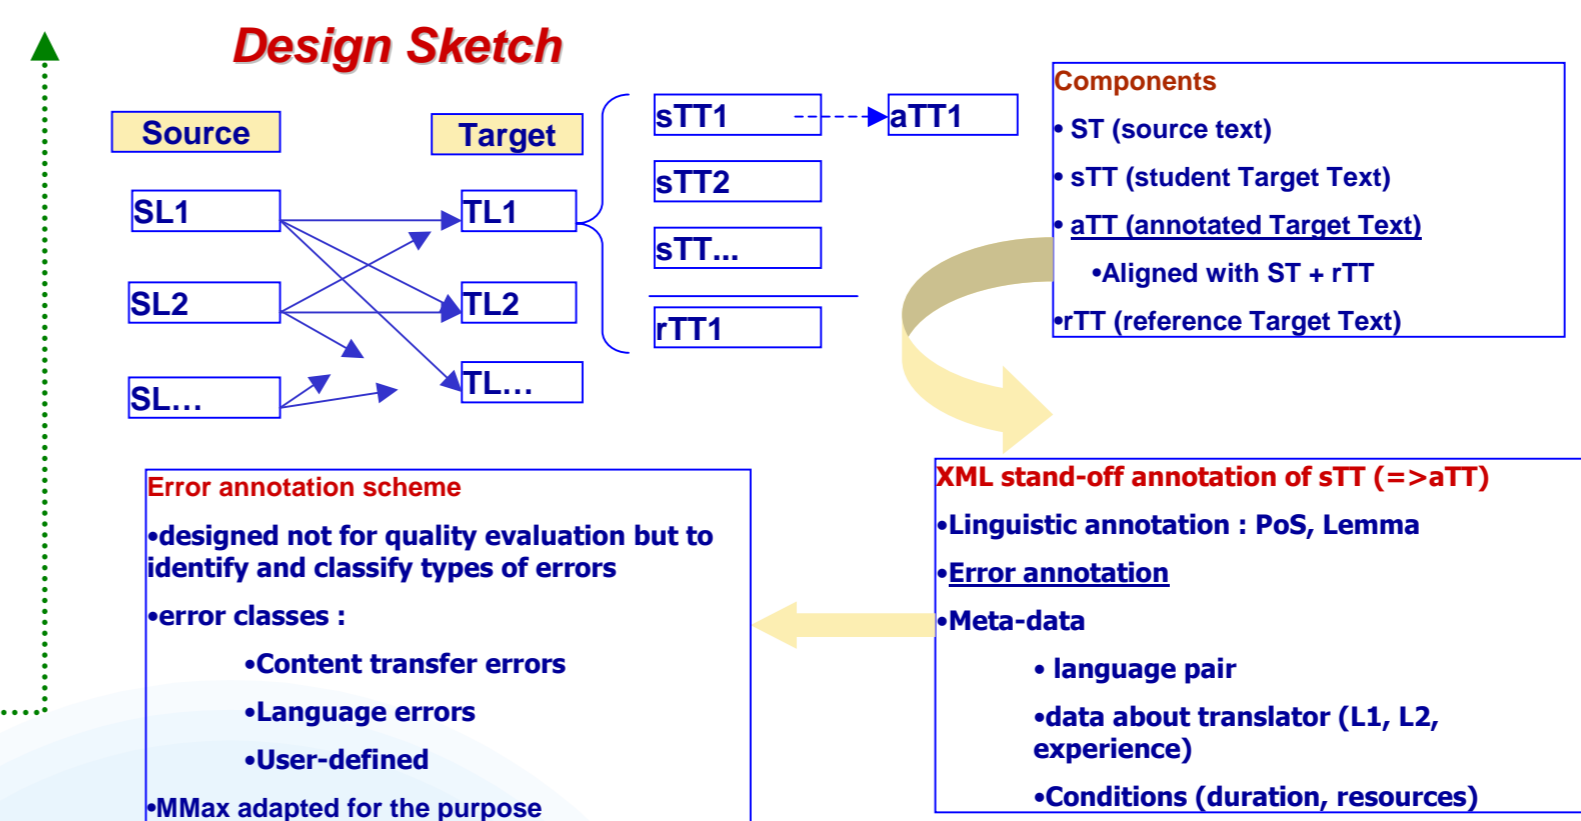 Design Sketch
Source
Target
SL1
SL2
SL...
TL1
TL2
TL...
sTT1
aTT1
sTT2
sTT...
rTT1
Components
• ST (source text)
• sTT (student Target Text)
• aTT (annotated Target Text)
•Aligned with ST + rTT
•rTT (reference Target Text)
Error annotation scheme
•designed not for quality evaluation but to
identify and classify types of errors
•error classes :
•Content transfer errors
•Language errors
•User-defined
•MMax adapted for the purpose
XML stand-off annotation of sTT (=>aTT)
•Linguistic annotation : PoS, Lemma
•Error annotation
•Meta-data
• language pair
•data about translator (L1, L2,
experience)
•Conditions (duration, resources)